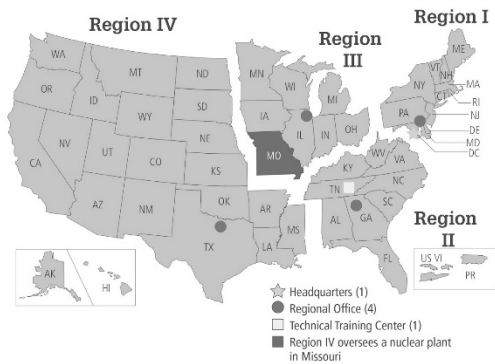 Region IV
Region I
Region
III
WA
MT
ND
MN
ME
OR
ID
SD
WI
MI
VT
NH
NY
MA
WY
CT
RI
IA
PA
NJ
NV
NE
IL
IN
OH
DE
UT
CO
MO
WV
VA
MD
CA
KS
KY
DC
TN
NC
OK
AR
SC
AZ
NM
MS
AL
GA
Region
II
TX
LA
FL
AK
HI
US VI
PR
Headquarters (1)
Regional Office (4)
Technical Training Center (1)
Region IV oversees a nuclear plant
in Missouri